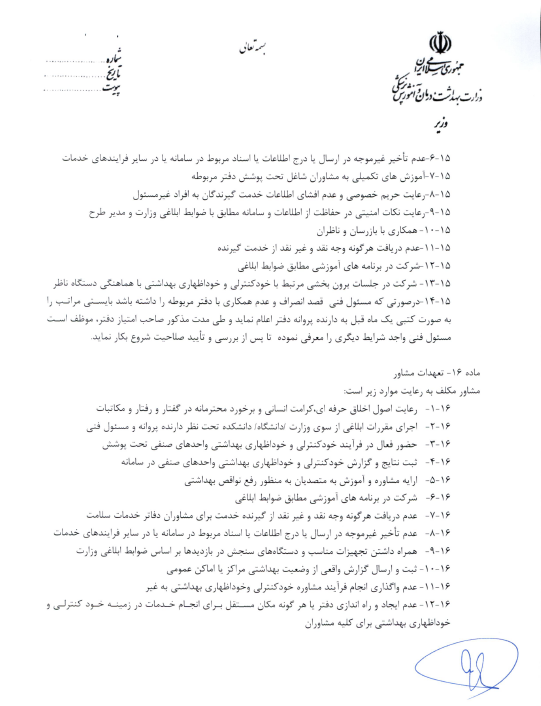 بسمه تعالی
جمهوری اسلامی ایران
وزارت بهداشت، درمان و آموزش پزشکی
وزیر
شماره
تاریخ
پیوست
۱۵-۶-عدم تأخیر غیرموجه در ارسال یا درج اطلاعات یا اسناد مربوط در سامانه یا در سایر فرایندهای خدمات
۱۵-۷-آموزش های تکمیلی به مشاوران شاغل تحت پوشش دفتر مربوطه
۱۵-۸-رعایت حریم خصوصی و عدم افشای اطلاعات خدمت گیرندگان به افراد غیرمسئول
۱۵-۹-رعایت نکات امنیتی در حفاظت از اطلاعات و سامانه مطابق با ضوابط ابلاغی وزارت و مدیر طرح
۱۵-۱۰- همکاری با بازرسان و ناظران
۱۵-۱۱-عدم دریافت هرگونه وجه نقد و غیر نقد از خدمت گیرنده
۱۵-۱۲-شرکت در برنامه های آموزشی مطابق ضوابط ابلاغی
۱۵-۱۳- شرکت در جلسات برون بخشی مرتبط با خودکنترلی و خوداظهاری بهداشتی با هماهنگی دستگاه ناظر
۱۵-۱۴-درصورتی که مسئول فنی قصد انصراف و عدم همکاری با دفتر مربوطه را داشته باشد بایستی مراتب را
به صورت کتبی یک ماه قبل به دارنده پروانه دفتر اعلام نماید و طی مدت مذکور صاحب امتیاز دفتر، موظف است
مسئول فنی واجد شرایط دیگری را معرفی نموده تا پس از بررسی و تأیید صلاحیت شروع بکار نماید.
ماده ۱۶- تعهدات مشاور
مشاور مکلف به رعایت موارد زیر است:
۱۶-۱- رعایت اصول اخلاق حرفه ای،کرامت انسانی و برخورد محترمانه در گفتار و رفتار و مکاتبات
۱۶-۲- اجرای مقررات ابلاغی از سوی وزارت /دانشگاه/ دانشکده تحت نظر دارنده پروانه و مسئول فنی
۱۶-۳- حضور فعال در فرآیند خودکنترلی و خوداظهاری بهداشتی واحدهای صنفی تحت پوشش
۱۶-۴- ثبت نتایج و گزارش خودکنترلی و خوداظهاری بهداشتی واحدهای صنفی در سامانه
۱۶-۵- ارایه مشاوره و آموزش به متصدیان به منظور رفع نواقص بهداشتی
۱۶-۶- شرکت در برنامه های آموزشی مطابق ضوابط ابلاغی
۱۶-۷- عدم دریافت هرگونه وجه نقد و غیر نقد از گیرنده خدمت برای مشاوران دفاتر خدمات سلامت
۱۶-۸- عدم تأخیر غیرموجه در ارسال یا درج اطلاعات یا اسناد مربوط در سامانه یا در سایر فرایندهای خدمات
۱۶-۹- همراه داشتن تجهیزات مناسب و دستگاه‌های سنجش در بازدیدها بر اساس ضوابط ابلاغی وزارت
۱۶-۱۰- ثبت و ارسال گزارش واقعی از وضعیت بهداشتی مراکز یا اماکن عمومی
۱۶-۱۱-عدم واگذاری انجام فرآیند مشاوره خودکنترلی وخوداظهاری بهداشتی به غیر
۱۶-۱۲-عدم ایجاد و راه اندازی دفتر یا هر گونه مکان مستقل برای انجام خدمات در زمینه خود کنترلی و
خوداظهاری بهداشتی برای کلیه مشاوران